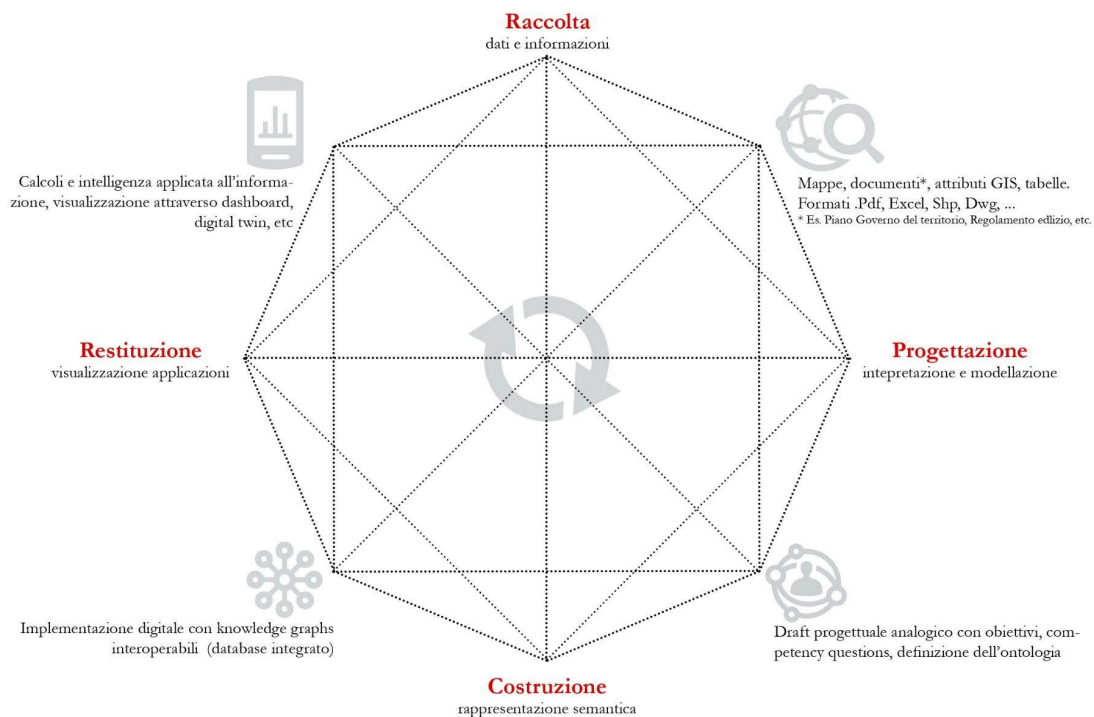 Raccolta
dati e informazioni
Calcoli e intelligenza applicata all'informa-
zione, visualizzazione attraverso dashboard,
digital twin, etc
Mappe, documenti*, attributi GIS, tabelle.
Formati .Pdf, Excel, Shp, Dwg, ...
* Es. Piano Governo del territorio, Regolamento edlizio, etc.
Restituzione
visualizzazione applicazioni
Progettazione
intepretazione e modellazione
Implementazione digitale con knowledge graphs
interoperabili (database integrato)
Draft progettuale analogico con obiettivi, com-
petency questions, definizione dell'ontologia
Costruzione
rappresentazione semantica